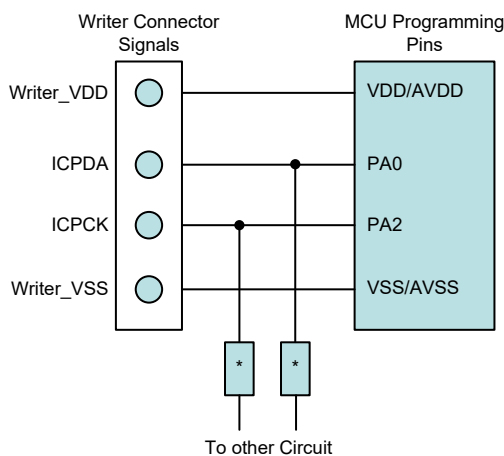 Writer Connector
Signals
MCU Programming
Pins
Writer_VDD
VDD/AVDD
ICPDA
PA0
ICPCK
PA2
Writer_VSS
VSS/AVSS
*
*
To other Circuit